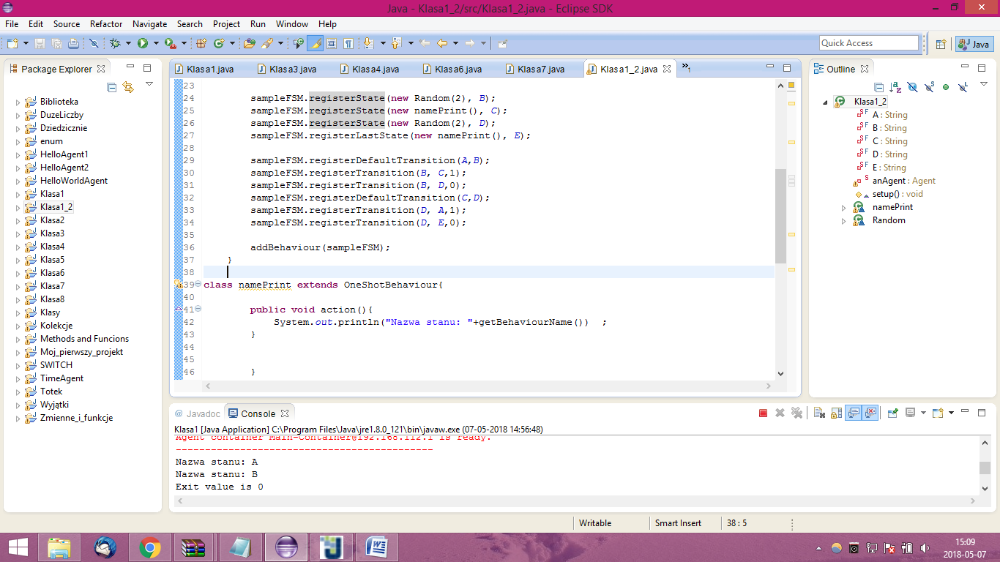 Java - Klasa1_2/src/Klasa1_2.java - Eclipse SDK
File Edit Source Refactor Navigate Search Project Run Window Help
Quick Access
Java
Package Explorer
Biblioteka
DuzeLiczby
Dziedzicznie
enum
HelloAgent1
HelloAgent2
HelloWorldAgent
Klasa1
Klasa1_2
Klasa2
Klasa3
Klasa4
Klasa5
Klasa6
Klasa7
Klasa8
Klasy
Kolekcje
Methods and Funcions
Moj_pierwszy_projekt
SWITCH
TimeAgent
Totek
Wyjątki
Zmienne_i_funkcje
Klasa1.java Klasa3.java Klasa4.java Klasa6.java Klasa7.java Klasa1_2.java »1
23
24 sampleFSM.registerState(new Random(2), B);
25 sampleFSM.registerState(new namePrint(), C);
26 sampleFSM.registerState(new Random(2), D);
27 sampleFSM.registerLastState(new namePrint(), E);
28
29 sampleFSM.registerDefaultTransition(A,B);
30 sampleFSM.registerTransition(B, C,1);
31 sampleFSM.registerTransition(B, D,0);
32 sampleFSM.registerDefaultTransition(C,D);
33 sampleFSM.registerTransition(D, A,1);
34 sampleFSM.registerTransition(D, E,0);
35
36 addBehaviour(sampleFSM);
37 }
38
39 class namePrint extends OneShotBehaviour{
40
41 public void action(){
42 System.out.println("Nazwa stanu: "+getBehaviourName()) ;
43 }
44
45
46 }
Outline
Klasa1_2
A : String
B : String
C : String
D : String
E : String
anAgent : Agent
setup() : void
namePrint
Random
@ Javadoc Console
Klasa1 [Java Application] C:\Program Files\Java\jre1.8.0_121\bin\javaw.exe (07-05-2018 14:56:48)
Agent container Main-Container@192.168.112.1 is ready.
--------------------------------------------
Nazwa stanu: A
Nazwa stanu: B
Exit value is 0
Writable Smart Insert 38 : 5
15:09
2018-05-07